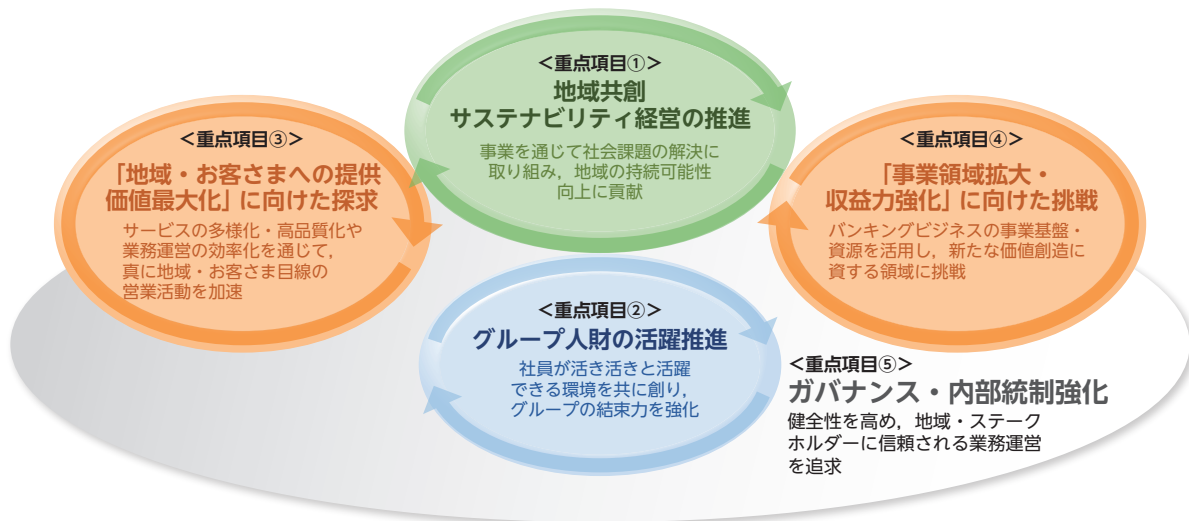 ＜重点項目①＞
地域共創
サステナビリティ経営の推進
事業を通じて社会課題の解決に
取り組み，地域の持続可能性
向上に貢献
＜重点項目②＞
グループ人財の活躍推進
社員が活き活きと活躍
できる環境を共に創り，
グループの結束力を強化
＜重点項目③＞
「地域・お客さまへの提供
価値最大化」に向けた探求
サービスの多様化・高品質化や
業務運営の効率化を通じて，
真に地域・お客さま目線の
営業活動を加速
＜重点項目④＞
「事業領域拡大・
収益力強化」に向けた挑戦
バンキングビジネスの事業基盤・
資源を活用し，新たな価値創造に
資する領域に挑戦
＜重点項目⑤＞
ガバナンス・内部統制強化
健全性を高め，地域・ステーク
ホルダーに信頼される業務運営
を追求